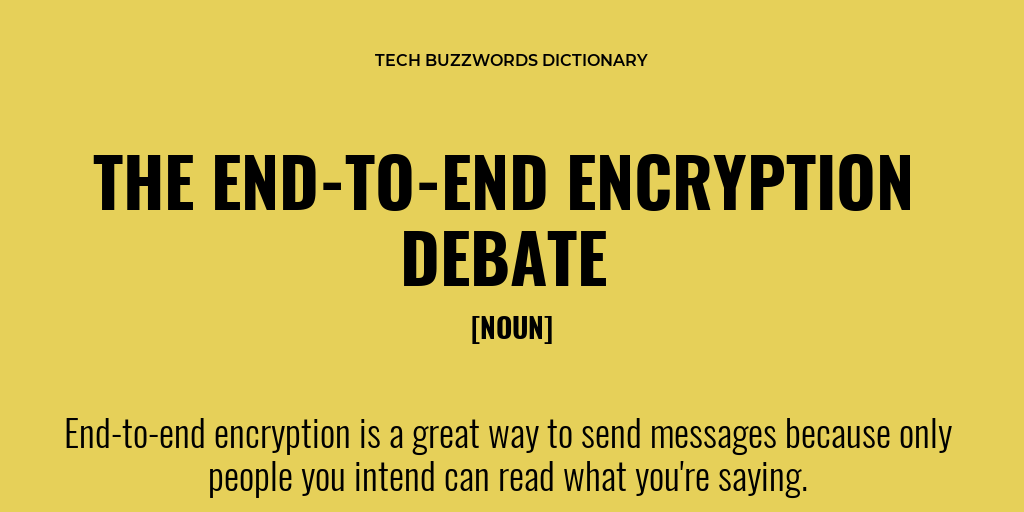 TECH BUZZWORDS DICTIONARY
THE END-TO-END ENCRYPTION
DEBATE
[NOUN]
End-to-end encryption is a great way to send messages because only
people you intend can read what you're saying.